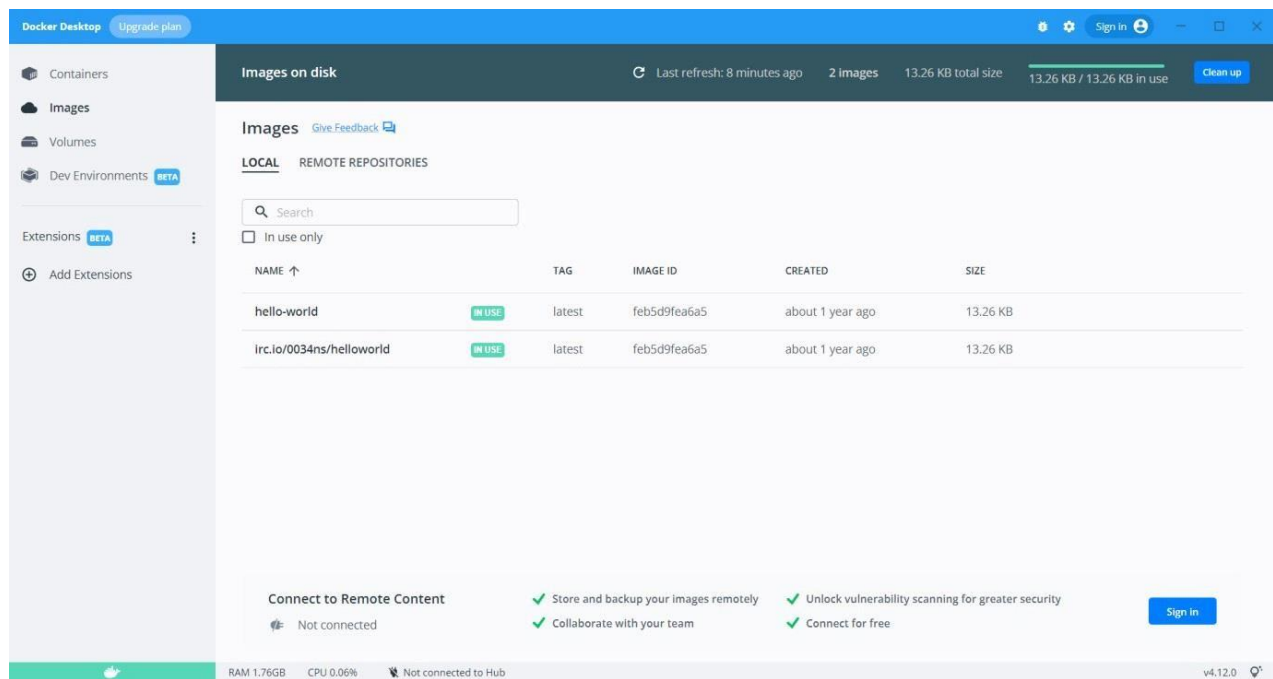 Docker Desktop Upgrade plan Sign in
Containers
Images
Volumes
Dev Environments BETA
Extensions BETA
Add Extensions
Images on disk Last refresh: 8 minutes ago 2 images 13.26 KB total size 13.26 KB / 13.26 KB in use Clean up
Images Give Feedback
LOCAL REMOTE REPOSITORIES
Search
In use only
NAME TAG IMAGE ID CREATED SIZE
hello-world IN USE latest feb5d9fea6a5 about 1 year ago 13.26 KB
irc.io/0034ns/helloworld IN USE latest feb5d9fea6a5 about 1 year ago 13.26 KB
Connect to Remote Content
Not connected
Store and backup your images remotely
Collaborate with your team
Unlock vulnerability scanning for greater security
Connect for free
Sign in
RAM 1.76GB CPU 0.06% Not connected to Hub v4.12.0